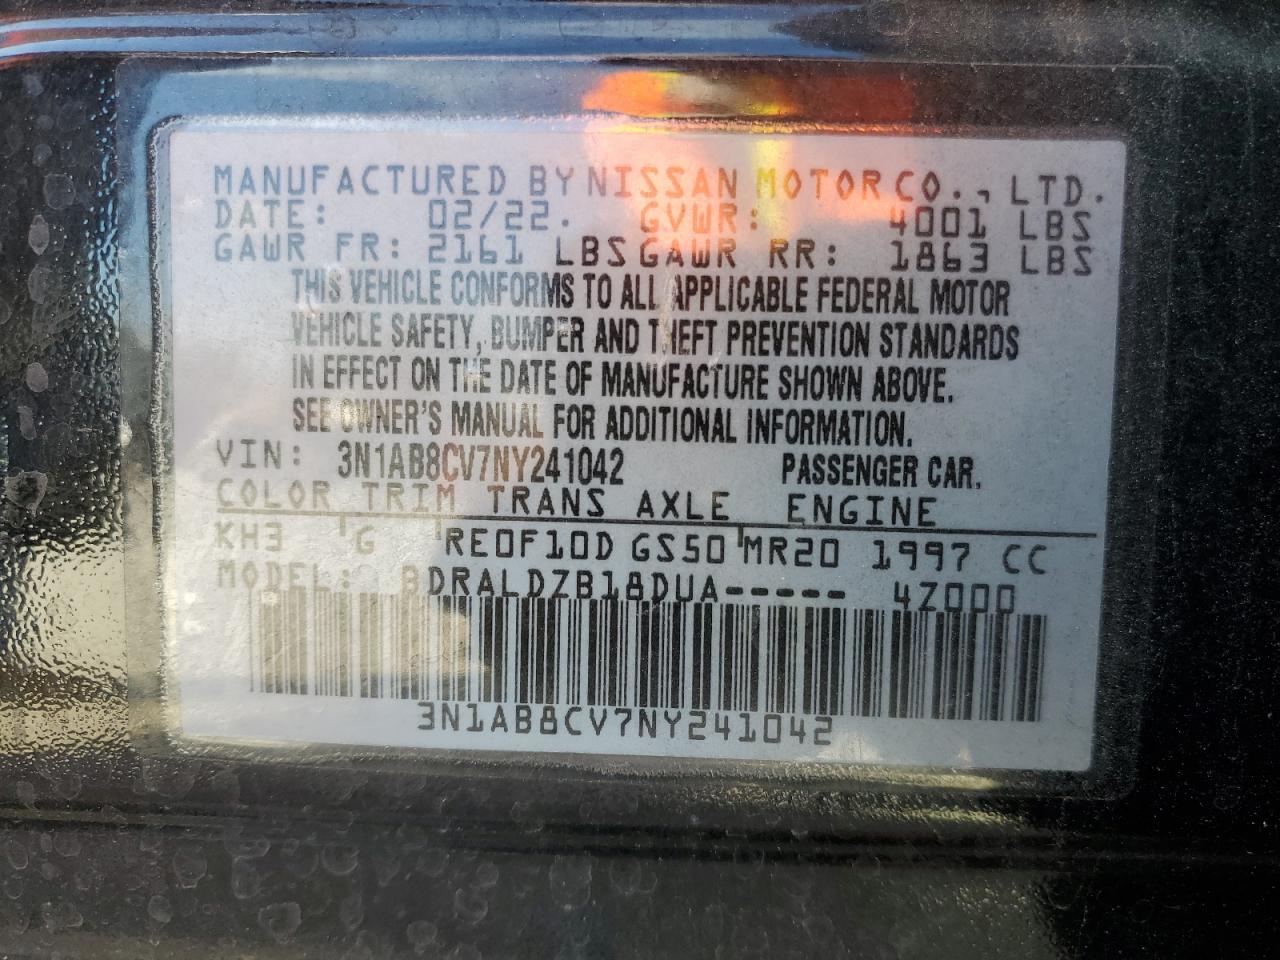 MANUFACTURED BY NISSAN MOTOR CO., LTD.
DATE: 02/22. GVWR: 4001 LBS
GAWR FR: 2161 LBS GAWR RR: 1863 LBS
THIS VEHICLE CONFORMS TO ALL APPLICABLE FEDERAL MOTOR
VEHICLE SAFETY, BUMPER AND THEFT PREVENTION STANDARDS
IN EFFECT ON THE DATE OF MANUFACTURE SHOWN ABOVE.
SEE OWNER'S MANUAL FOR ADDITIONAL INFORMATION.
VIN: 3N1AB8CV7NY241042 PASSENGER CAR.
COLOR TRIM TRANS AXLE ENGINE
KH3 G RE0F10D GS50 MR20 1997 CC
MODEL: BDRALDZB18DUA----- 4Z000
3N1AB8CV7NY241042